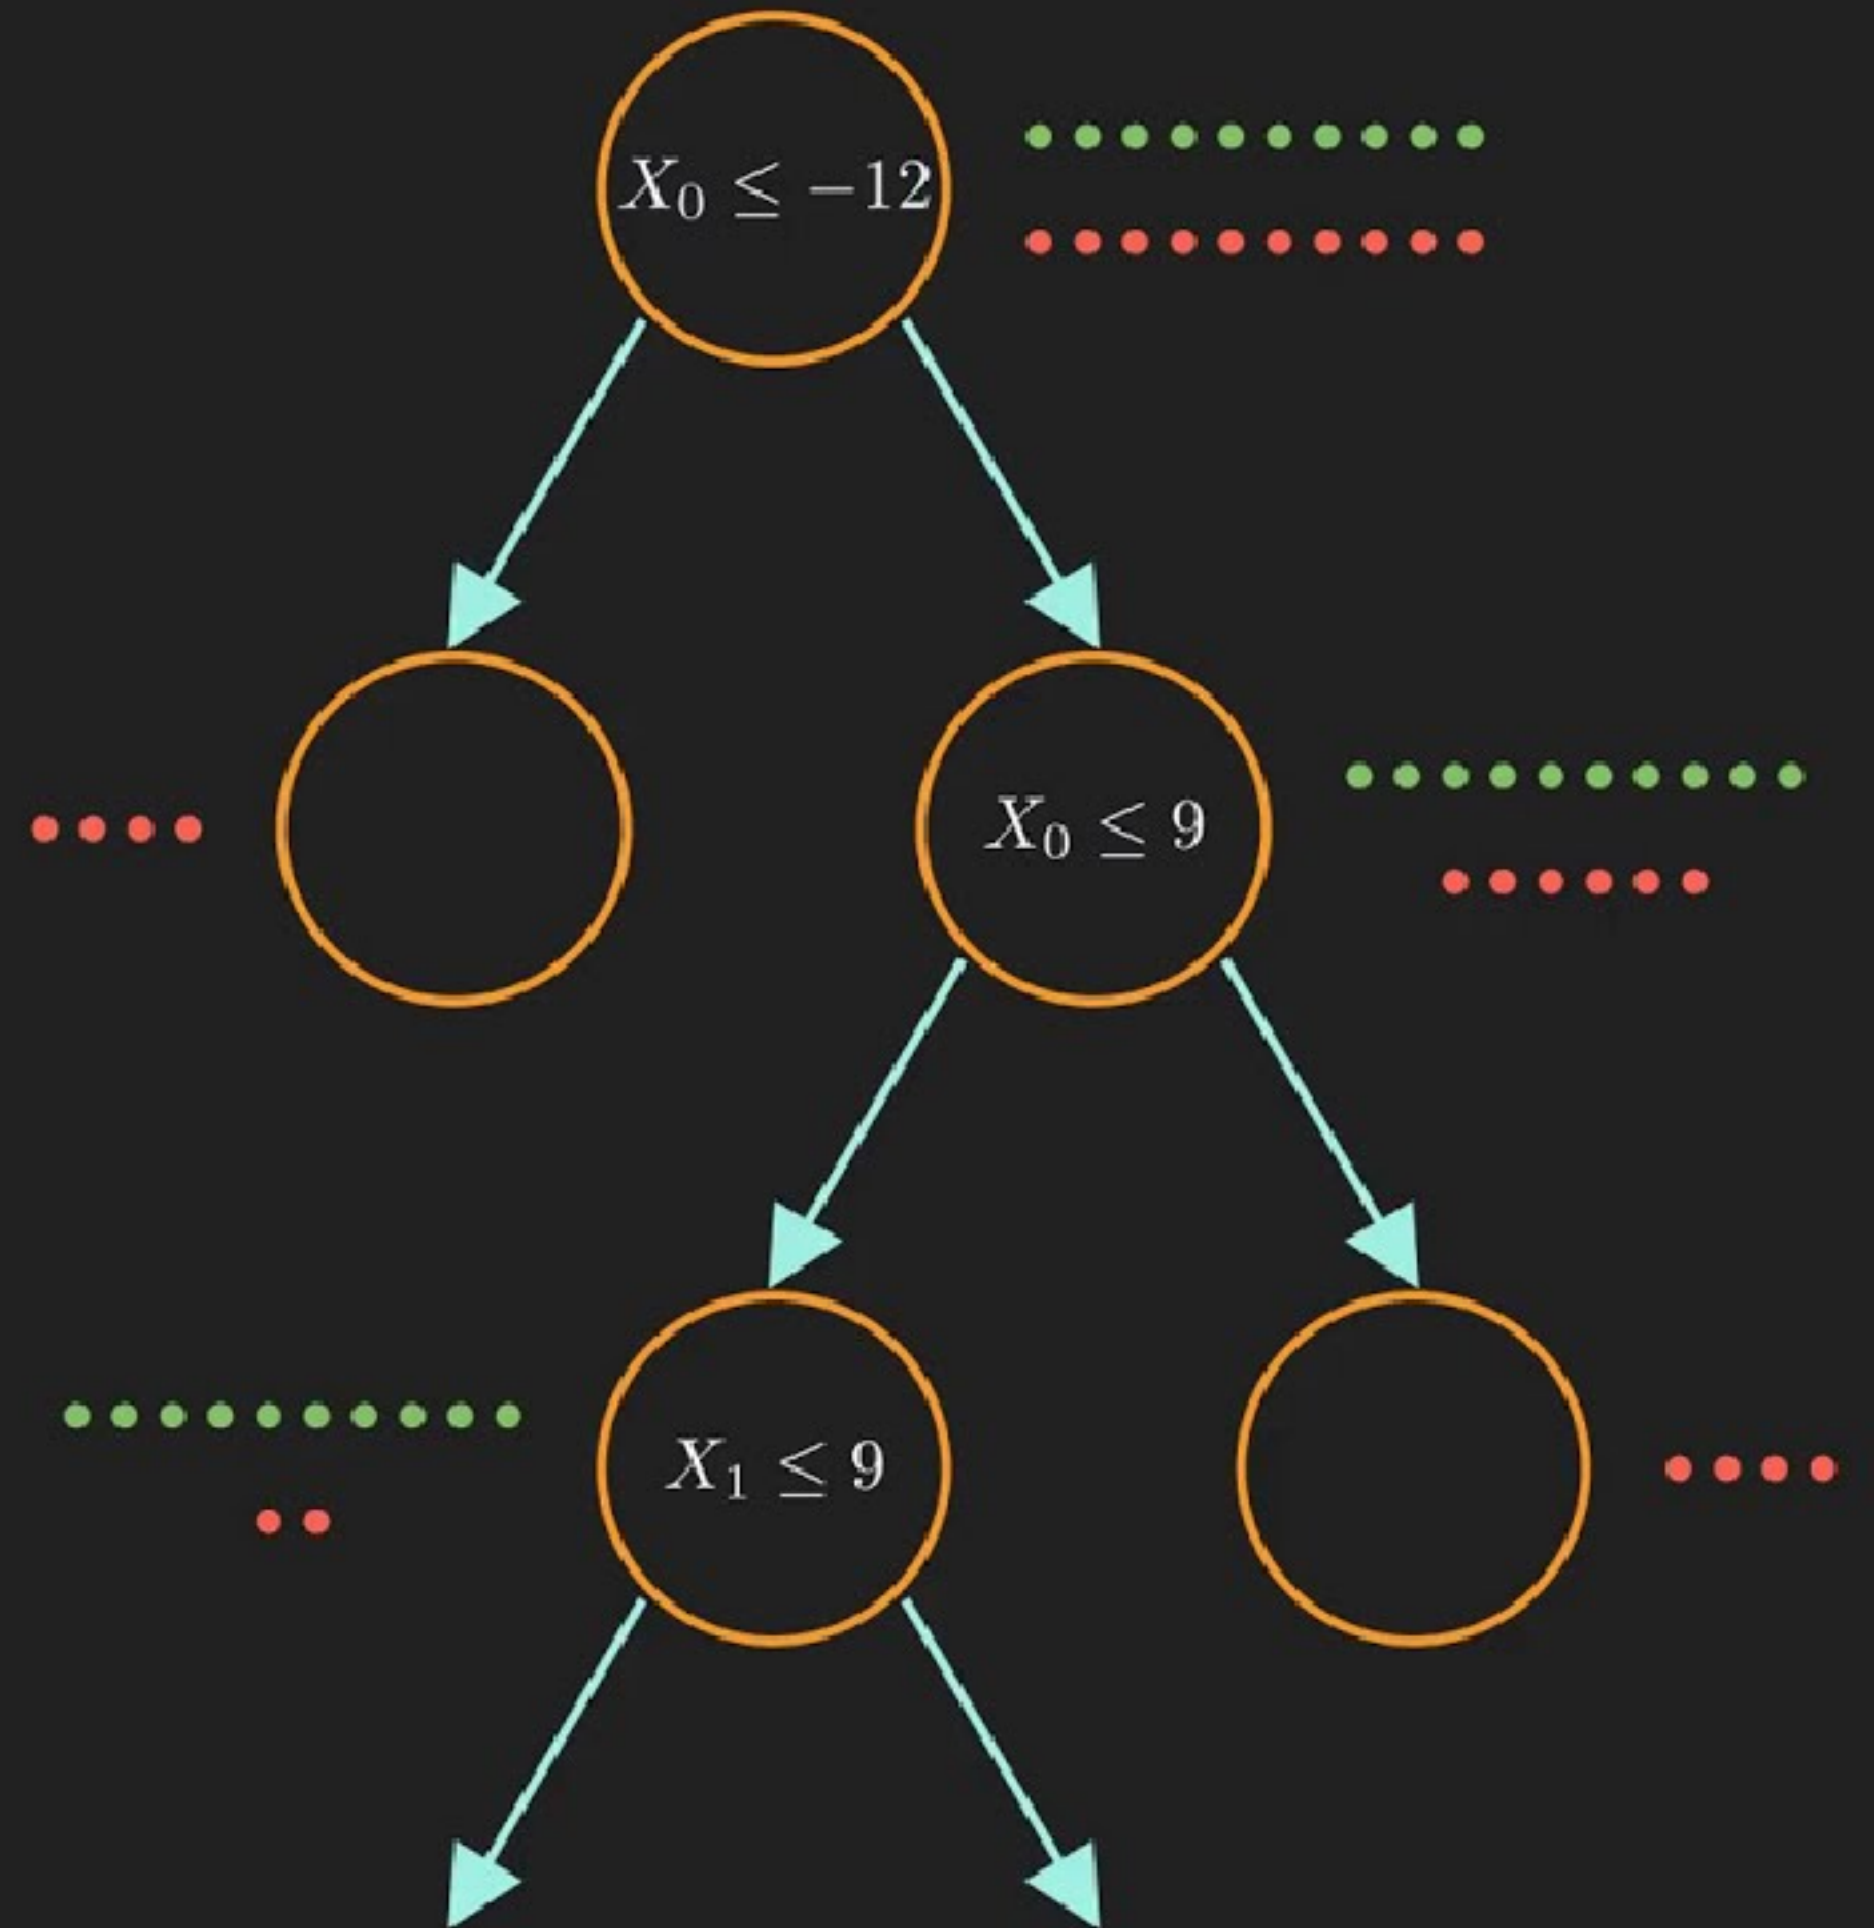 X₀ ≤ −12
X₀ ≤ 9
X₁ ≤ 9